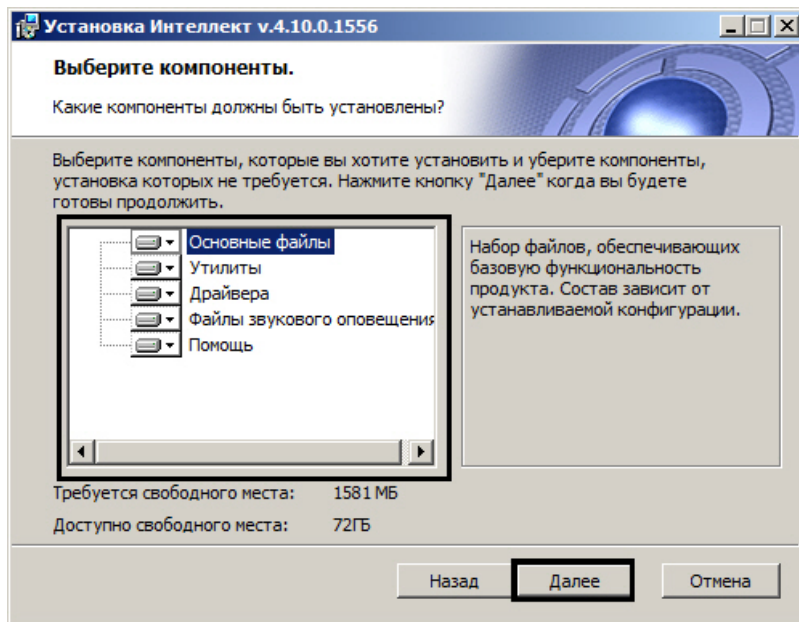 Установка Интеллект v.4.10.0.1556
Выберите компоненты.
Какие компоненты должны быть установлены?
Выберите компоненты, которые вы хотите установить и уберите компоненты,
установка которых не требуется. Нажмите кнопку "Далее" когда вы будете
готовы продолжить.
Основные файлы
Утилиты
Драйвера
Файлы звукового оповещения
Помощь
Набор файлов, обеспечивающих
базовую функциональность
продукта. Состав зависит от
устанавливаемой конфигурации.
Требуется свободного места: 1581 МБ
Доступно свободного места: 72ГБ
Назад Далее Отмена